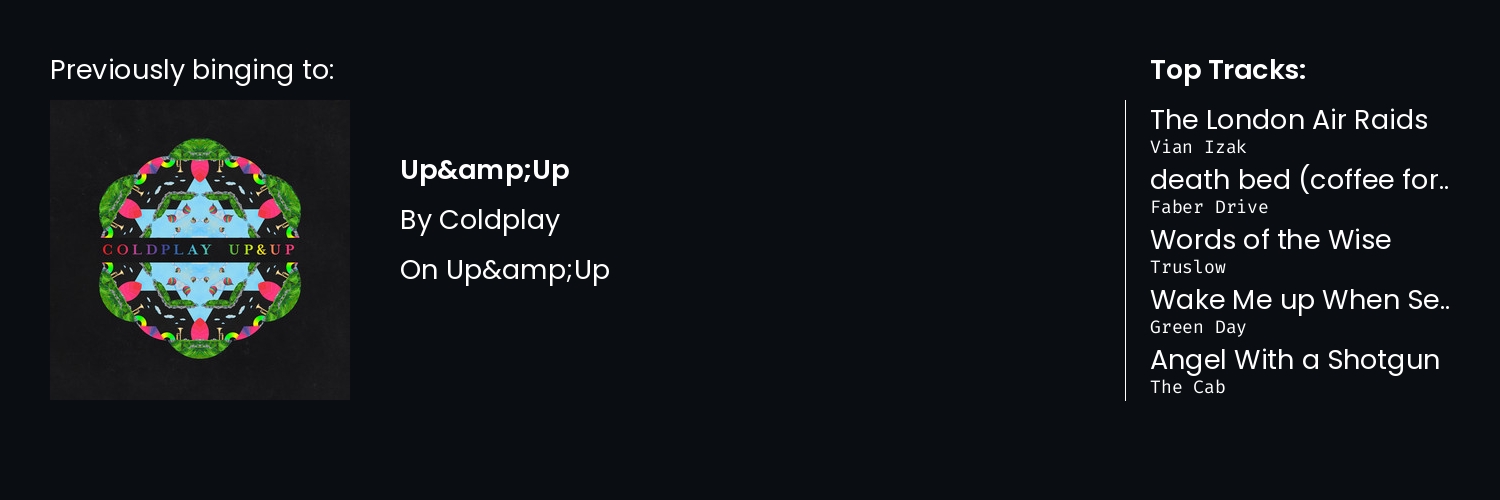 Previously binging to:
COLDPLAY UP&UP
Up&amp;Up
By Coldplay
On Up&amp;Up
Top Tracks:
The London Air Raids
Vian Izak
death bed (coffee for..
Faber Drive
Words of the Wise
Truslow
Wake Me up When Se..
Green Day
Angel With a Shotgun
The Cab